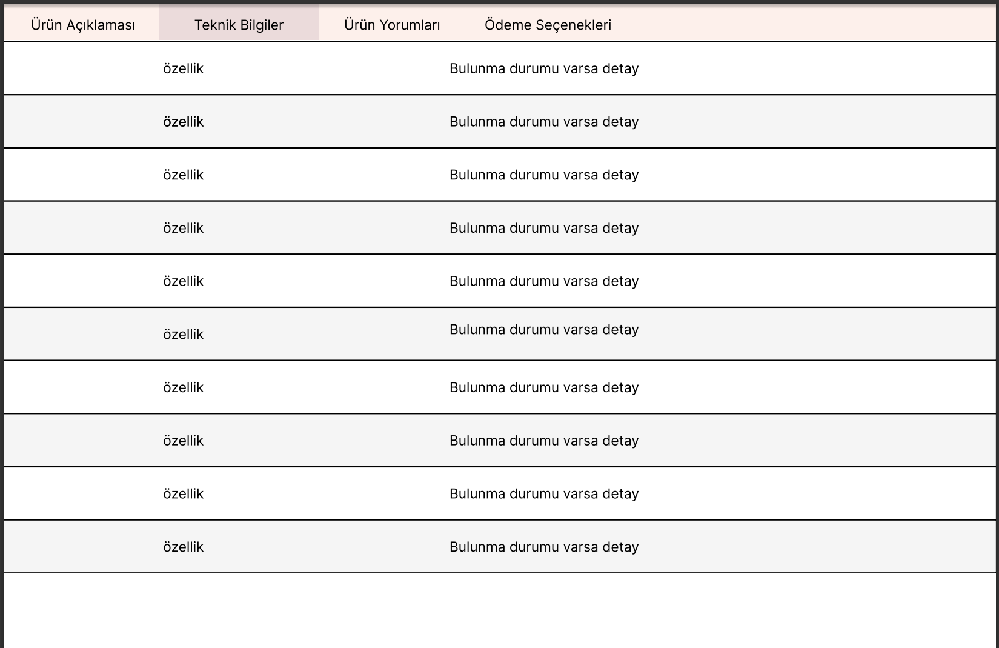 Ürün Açıklaması Teknik Bilgiler Ürün Yorumları Ödeme Seçenekleri
özellik Bulunma durumu varsa detay
özellik Bulunma durumu varsa detay
özellik Bulunma durumu varsa detay
özellik Bulunma durumu varsa detay
özellik Bulunma durumu varsa detay
özellik Bulunma durumu varsa detay
özellik Bulunma durumu varsa detay
özellik Bulunma durumu varsa detay
özellik Bulunma durumu varsa detay
özellik Bulunma durumu varsa detay